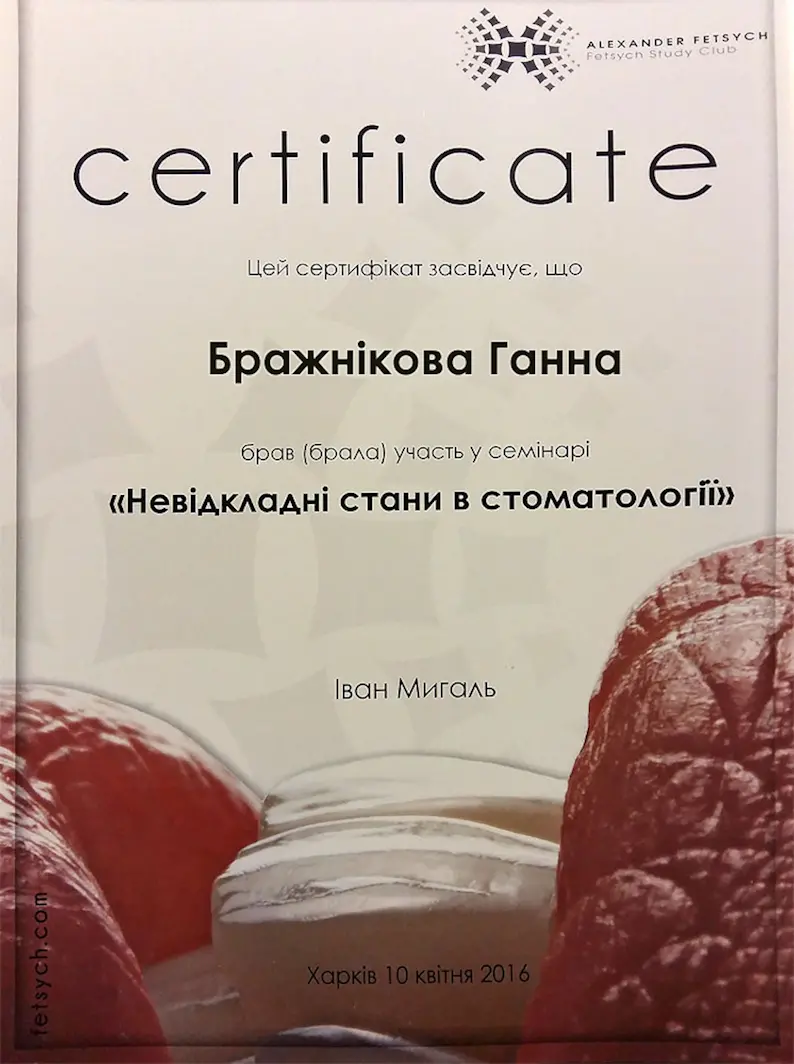 ALEXANDER FETSYCH
Fetsych Study Club
certificate
Цей сертифікат засвідчує, що
Бражнікова Ганна
брав (брала) участь у семінарі
«Невідкладні стани в стоматології»
Іван Мигаль
fetsych.com
Харків 10 квітня 2016